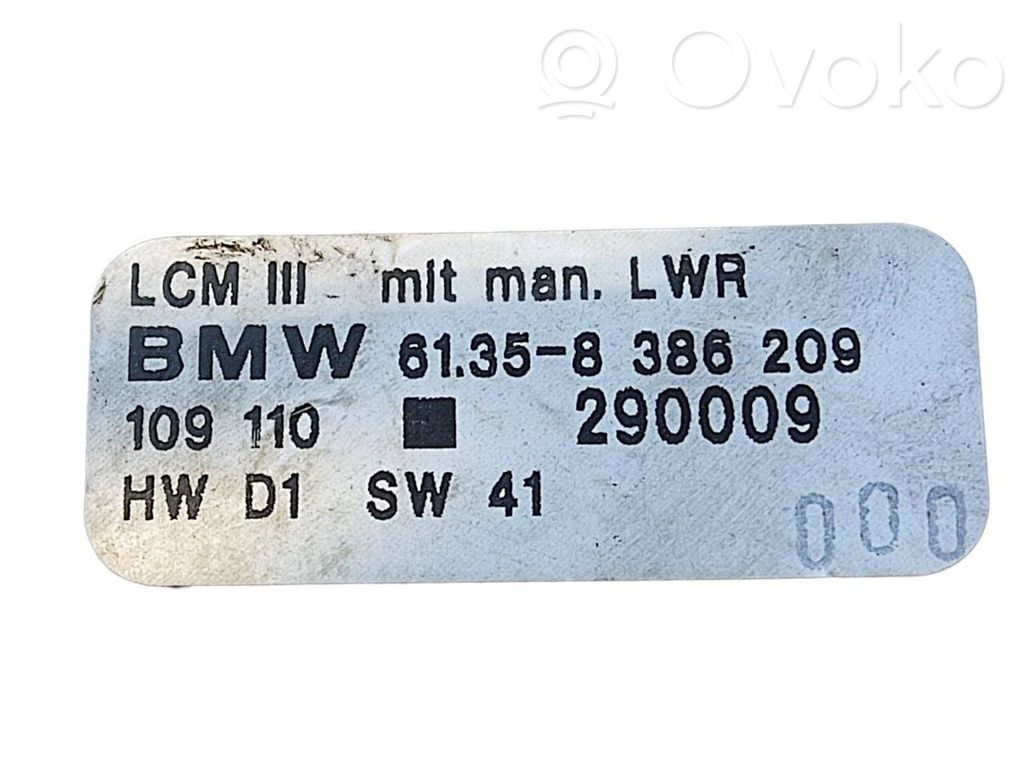 Ovoko
LCM III mit man. LWR
BMW 61.35-8 386 209
109 110 290009
HW D1 SW 41
000